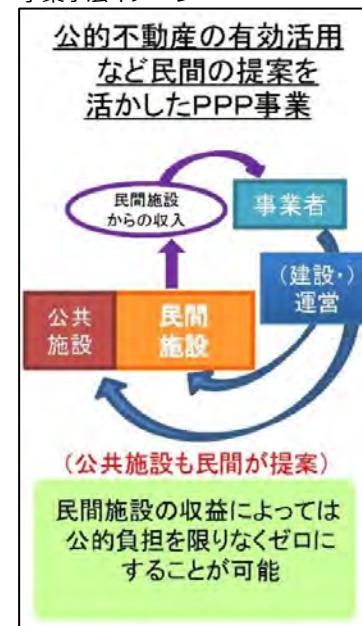 公的不動産の有効活用
など民間の提案を
活かしたPPP事業
民間施設
からの収入
事業者
(建設・)
運営
公共
施設
民間
施設
(公共施設も民間が提案)
民間施設の収益によっては
公的負担を限りなくゼロに
することが可能